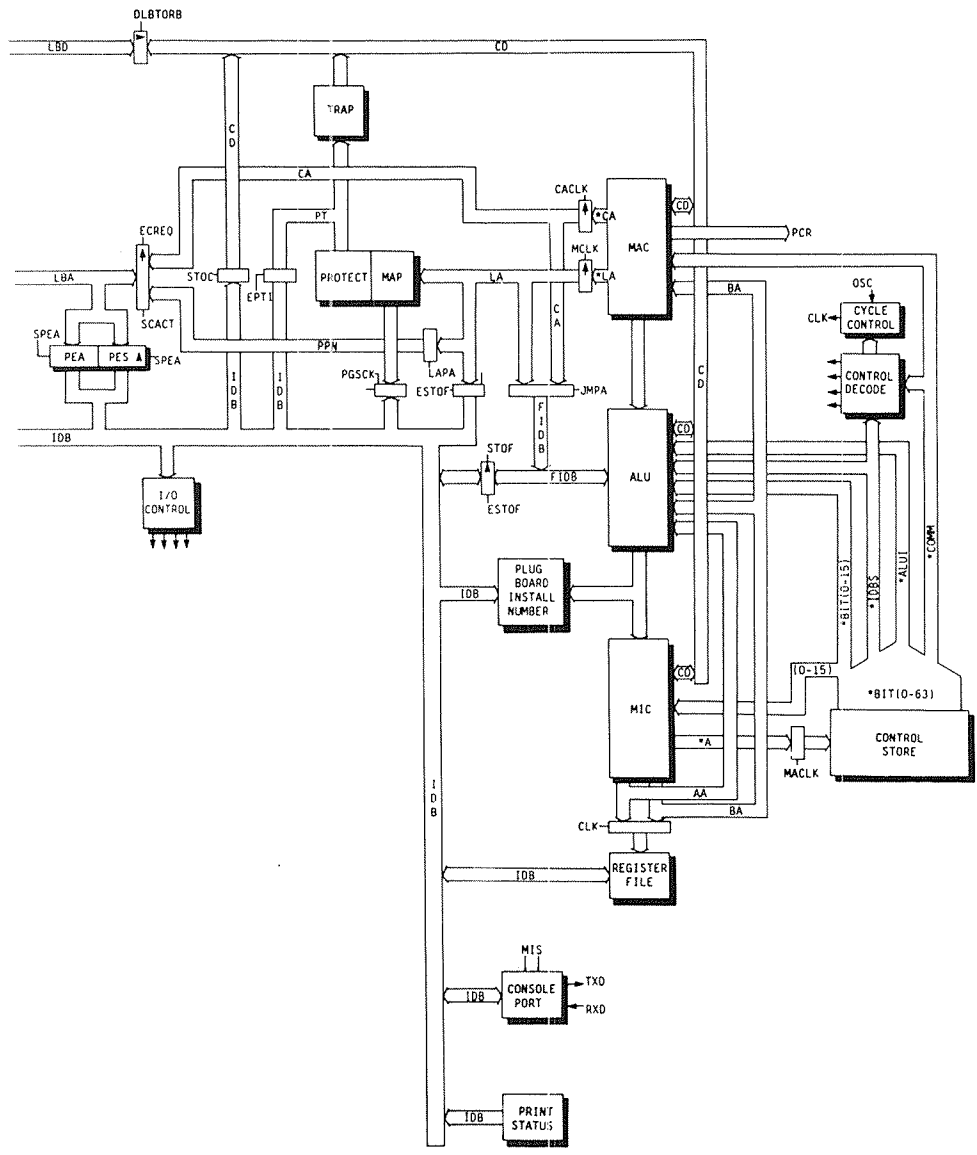 DLBTORB
LBD
CD
TRAP
CD
CA
CACLK
*CA
MAC
CD
PCR
PT
ECREQ
MCLK
LBA
STOC
EPT1
PROTECT
MAP
LA
*LA
BA
OSC
CLK
CYCLE
CONTROL
SCACT
CA
SPEA
PEA
PES
SPEA
PPN
LAPA
PGSCK
ESTOF
JMPA
CD
CONTROL
DECODE
IDB
IDB
FIDB
IDB
STOF
FIDB
ESTOF
ALU
CD
I/O
CONTROL
*BIT(0-15)
*IDBS
*ALUI
*COMM
IDB
PLUG
BOARD
INSTALL
NUMBER
MIC
CD
(0-15)
*BIT(0-63)
*A
MACLK
CONTROL
STORE
IDB
AA
BA
CLK
IDB
REGISTER
FILE
MIS
IDB
CONSOLE
PORT
TXD
RXD
IDB
PRINT
STATUS